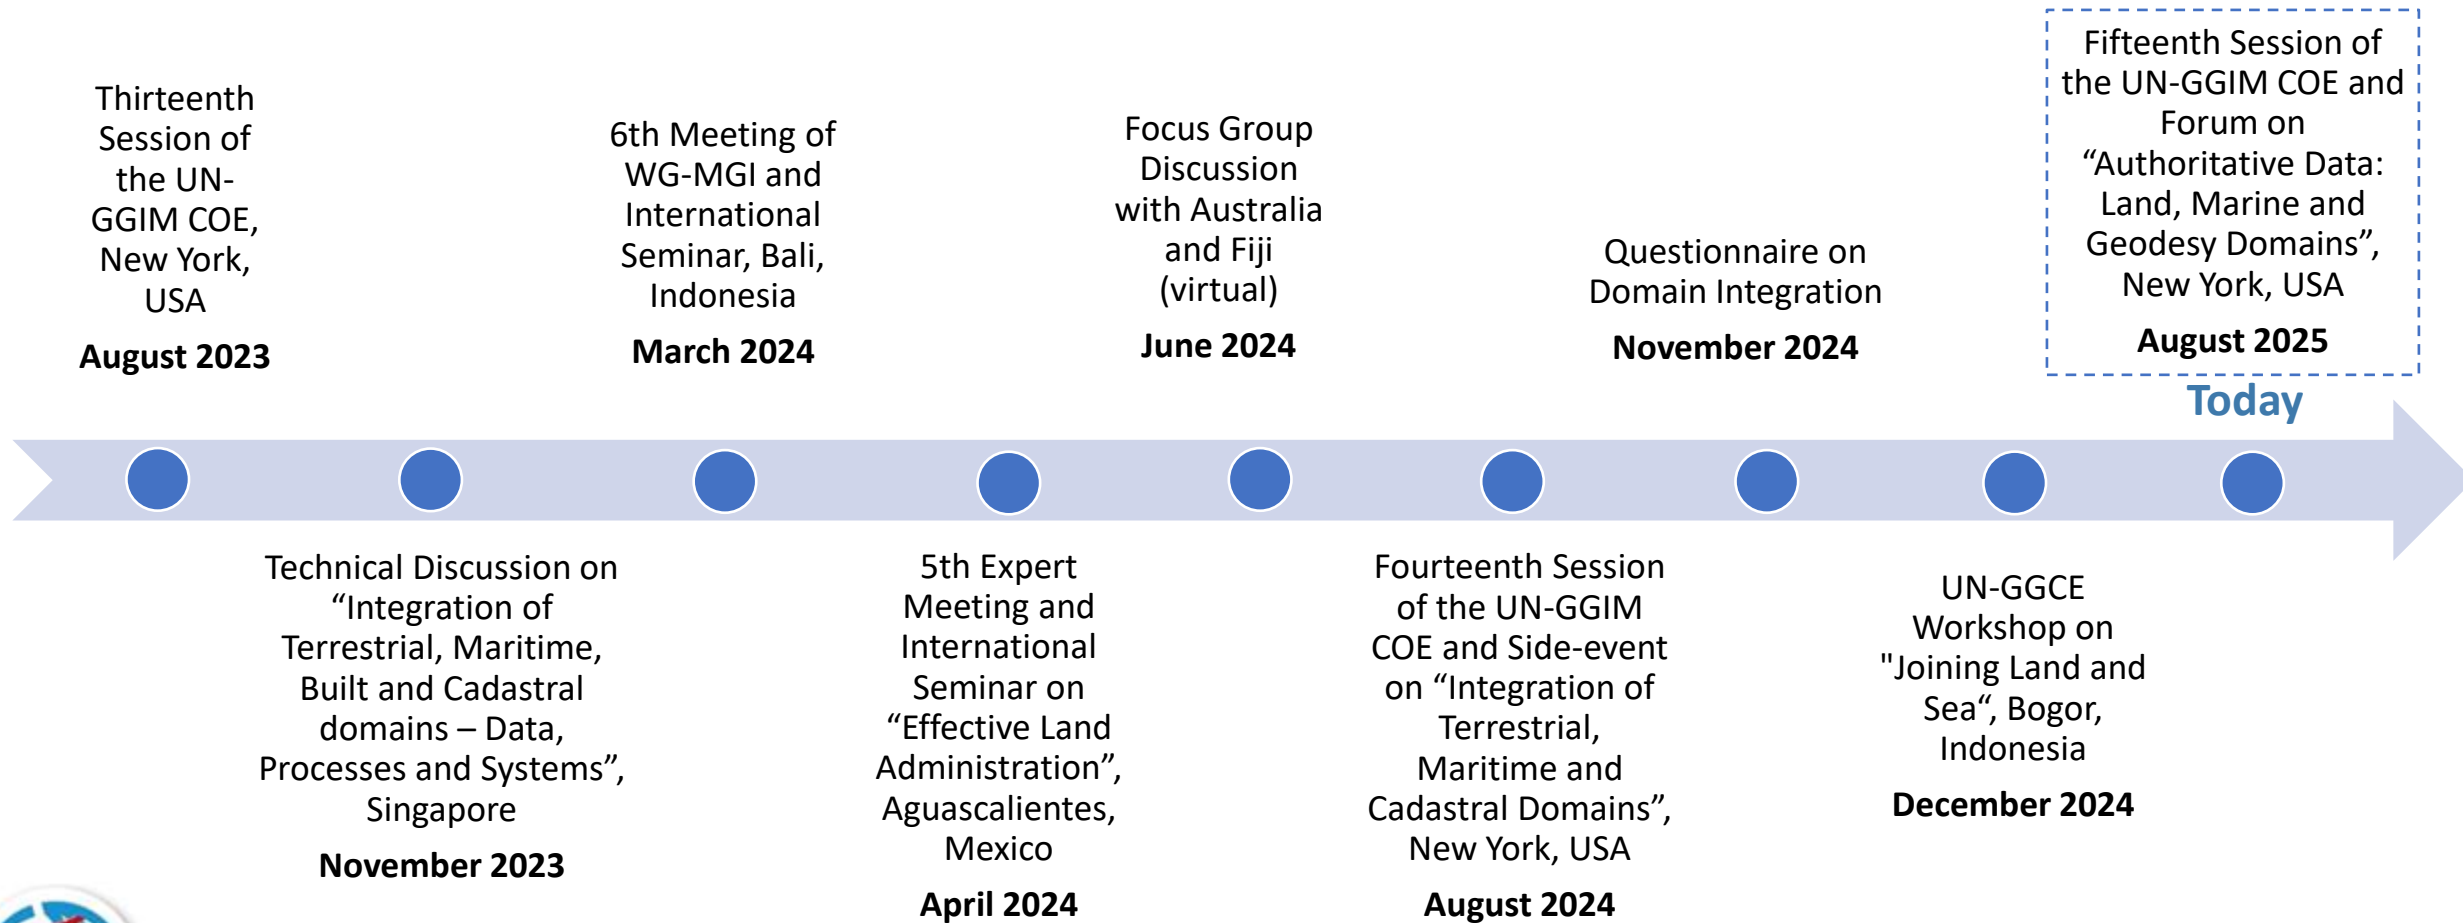 Thirteenth
Session of
the UN-
GGIM COE,
New York,
USA
August 2023
Technical Discussion on
“Integration of
Terrestrial, Maritime,
Built and Cadastral
domains – Data,
Processes and Systems”,
Singapore
November 2023
6th Meeting of
WG-MGI and
International
Seminar, Bali,
Indonesia
March 2024
5th Expert
Meeting and
International
Seminar on
“Effective Land
Administration”,
Aguascalientes,
Mexico
April 2024
Focus Group
Discussion
with Australia
and Fiji
(virtual)
June 2024
Fourteenth Session
of the UN-GGIM
COE and Side-event
on “Integration of
Terrestrial,
Maritime and
Cadastral Domains”,
New York, USA
August 2024
Questionnaire on
Domain Integration
November 2024
UN-GGCE
Workshop on
"Joining Land and
Sea“, Bogor,
Indonesia
December 2024
Fifteenth Session of
the UN-GGIM COE and
Forum on
“Authoritative Data:
Land, Marine and
Geodesy Domains”,
New York, USA
August 2025
Today